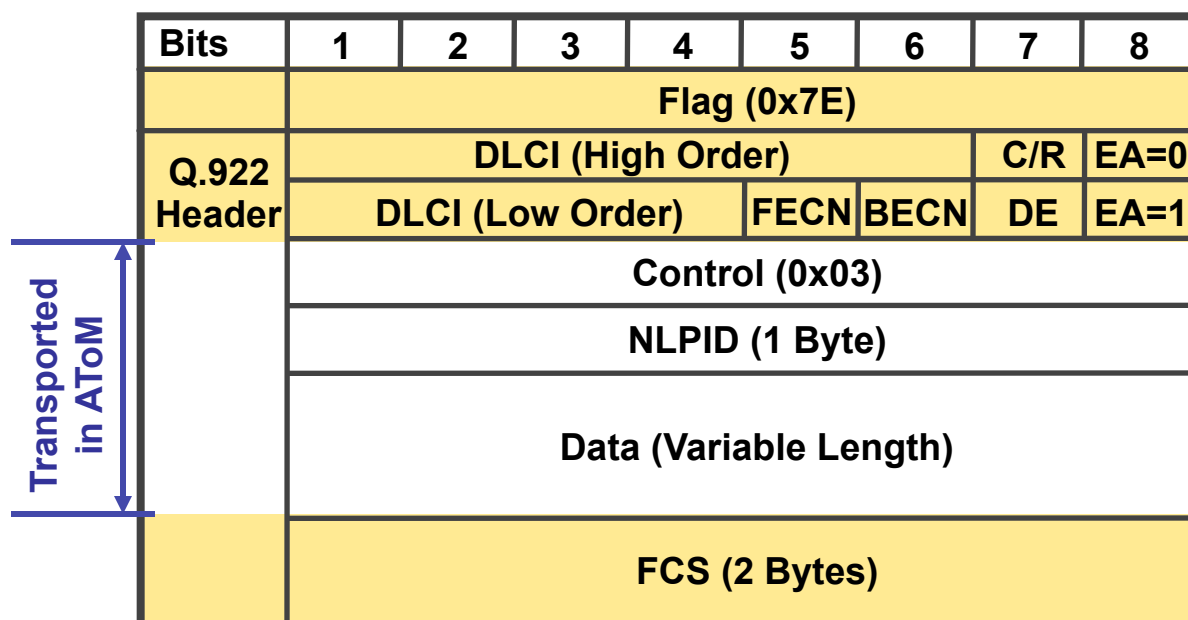 Bits 1 2 3 4 5 6 7 8
Flag (0x7E)
Q.922 Header
DLCI (High Order) C/R EA=0
DLCI (Low Order) FECN BECN DE EA=1
Transported
in AToM
Control (0x03)
NLPID (1 Byte)
Data (Variable Length)
FCS (2 Bytes)